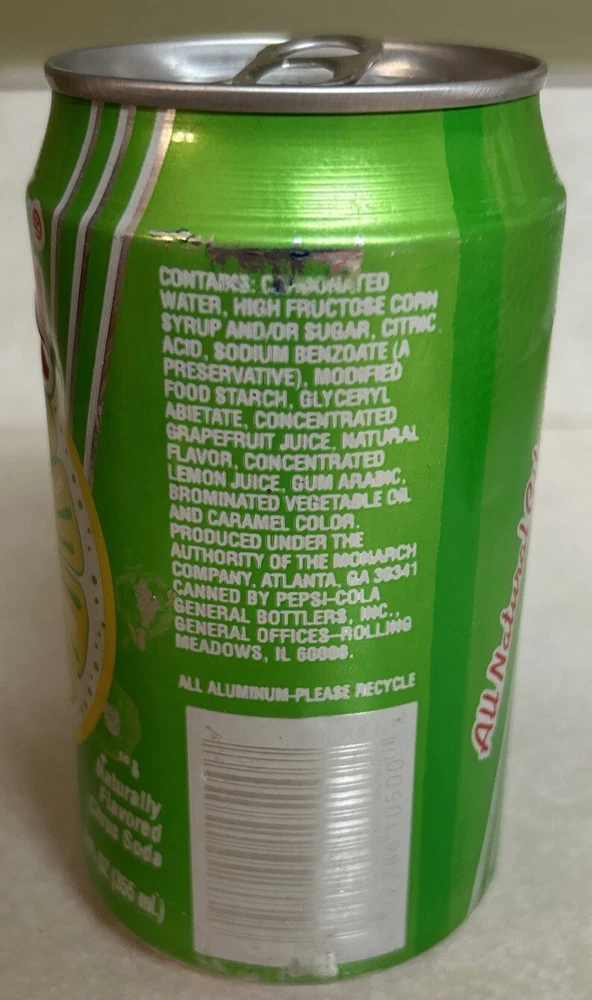 CONTAINS: CARBONATED
WATER, HIGH FRUCTOSE CORN
SYRUP AND/OR SUGAR, CITRIC
ACID, SODIUM BENZOATE (A
PRESERVATIVE), MODIFIED
FOOD STARCH, GLYCERYL
ABIETATE, CONCENTRATED
GRAPEFRUIT JUICE, NATURAL
FLAVOR, CONCENTRATED
LEMON JUICE, GUM ARABIC,
BROMINATED VEGETABLE OIL
AND CARAMEL COLOR.
PRODUCED UNDER THE
AUTHORITY OF THE MONARCH
COMPANY, ATLANTA, GA 30341
CANNED BY PEPSI-COLA
GENERAL BOTTLERS, INC.,
GENERAL OFFICES-ROLLING
MEADOWS, IL 60008.
ALL ALUMINUM-PLEASE RECYCLE
Naturally
Flavored
Citrus Soda
OZ (355 ml.)
All Natural